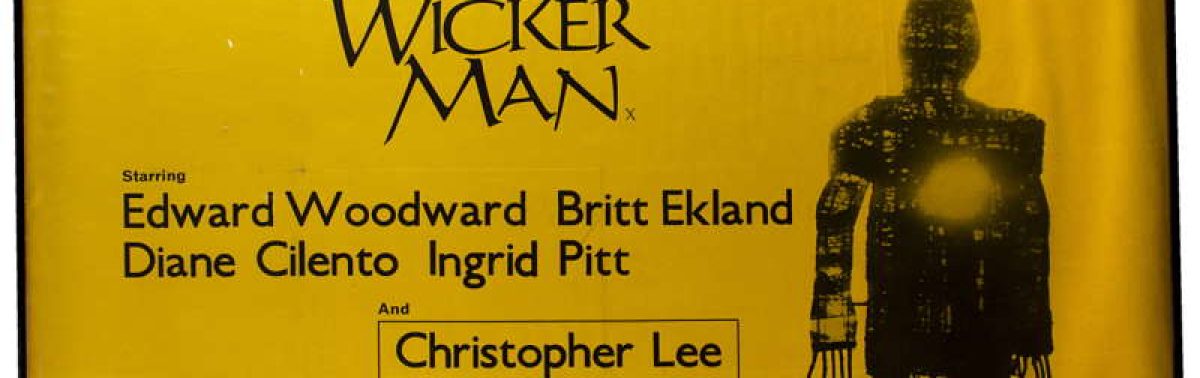 WICKER
MAN x
Starring
Edward Woodward Britt Ekland
Diane Cilento Ingrid Pitt
And
Christopher Lee